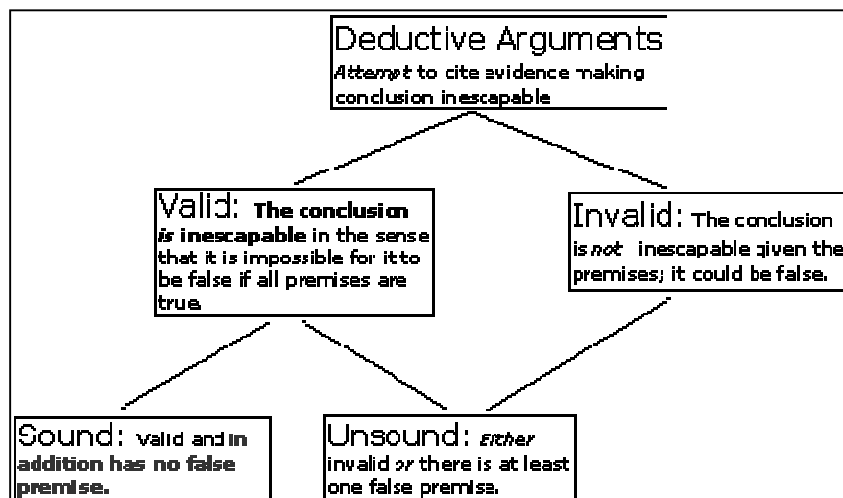 Deductive Arguments
Attempt to cite evidence making
conclusion inescapable
Valid: The conclusion
is inescapable in the sense
that it is impossible for it to
be false if all premises are
true.
Invalid: The conclusion
is not inescapable given the
premises; it could be false.
Sound: Valid and in
addition has no false
premise.
Unsound: Either
invalid or there is at least
one false premise.